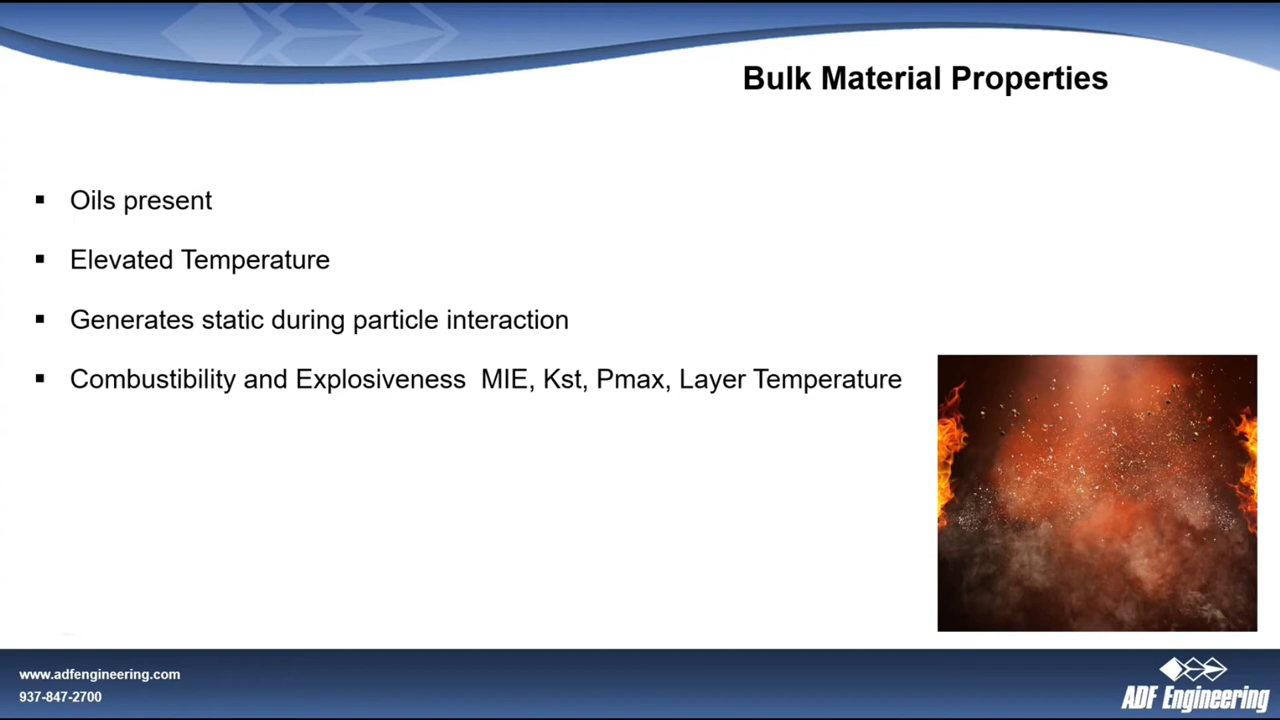 Bulk Material Properties
▪ Oils present
▪ Elevated Temperature
▪ Generates static during particle interaction
▪ Combustibility and Explosiveness  MIE, Kst, Pmax, Layer Temperature
www.adfengineering.com
937-847-2700
ADF Engineering